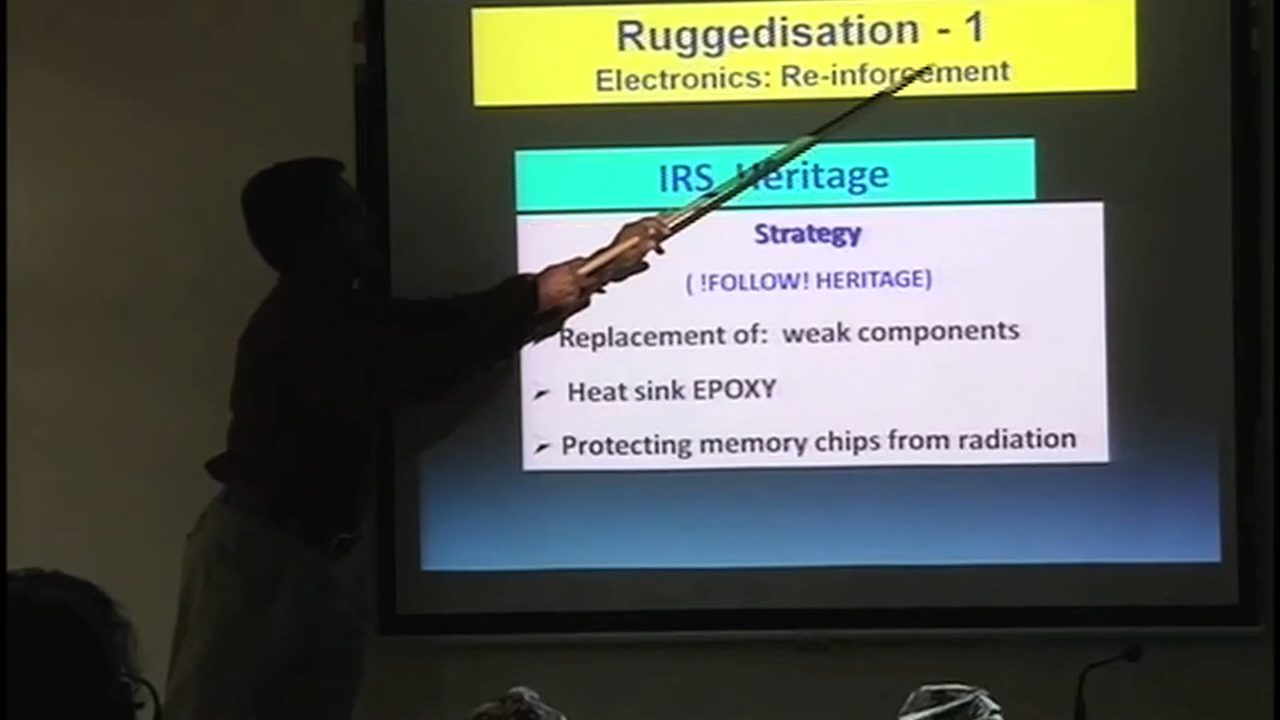 Ruggedisation - 1
Electronics: Re-inforcement
IRS Heritage
Strategy
( !FOLLOW! HERITAGE)
Replacement of: weak components
➢ Heat sink EPOXY
➢ Protecting memory chips from radiation